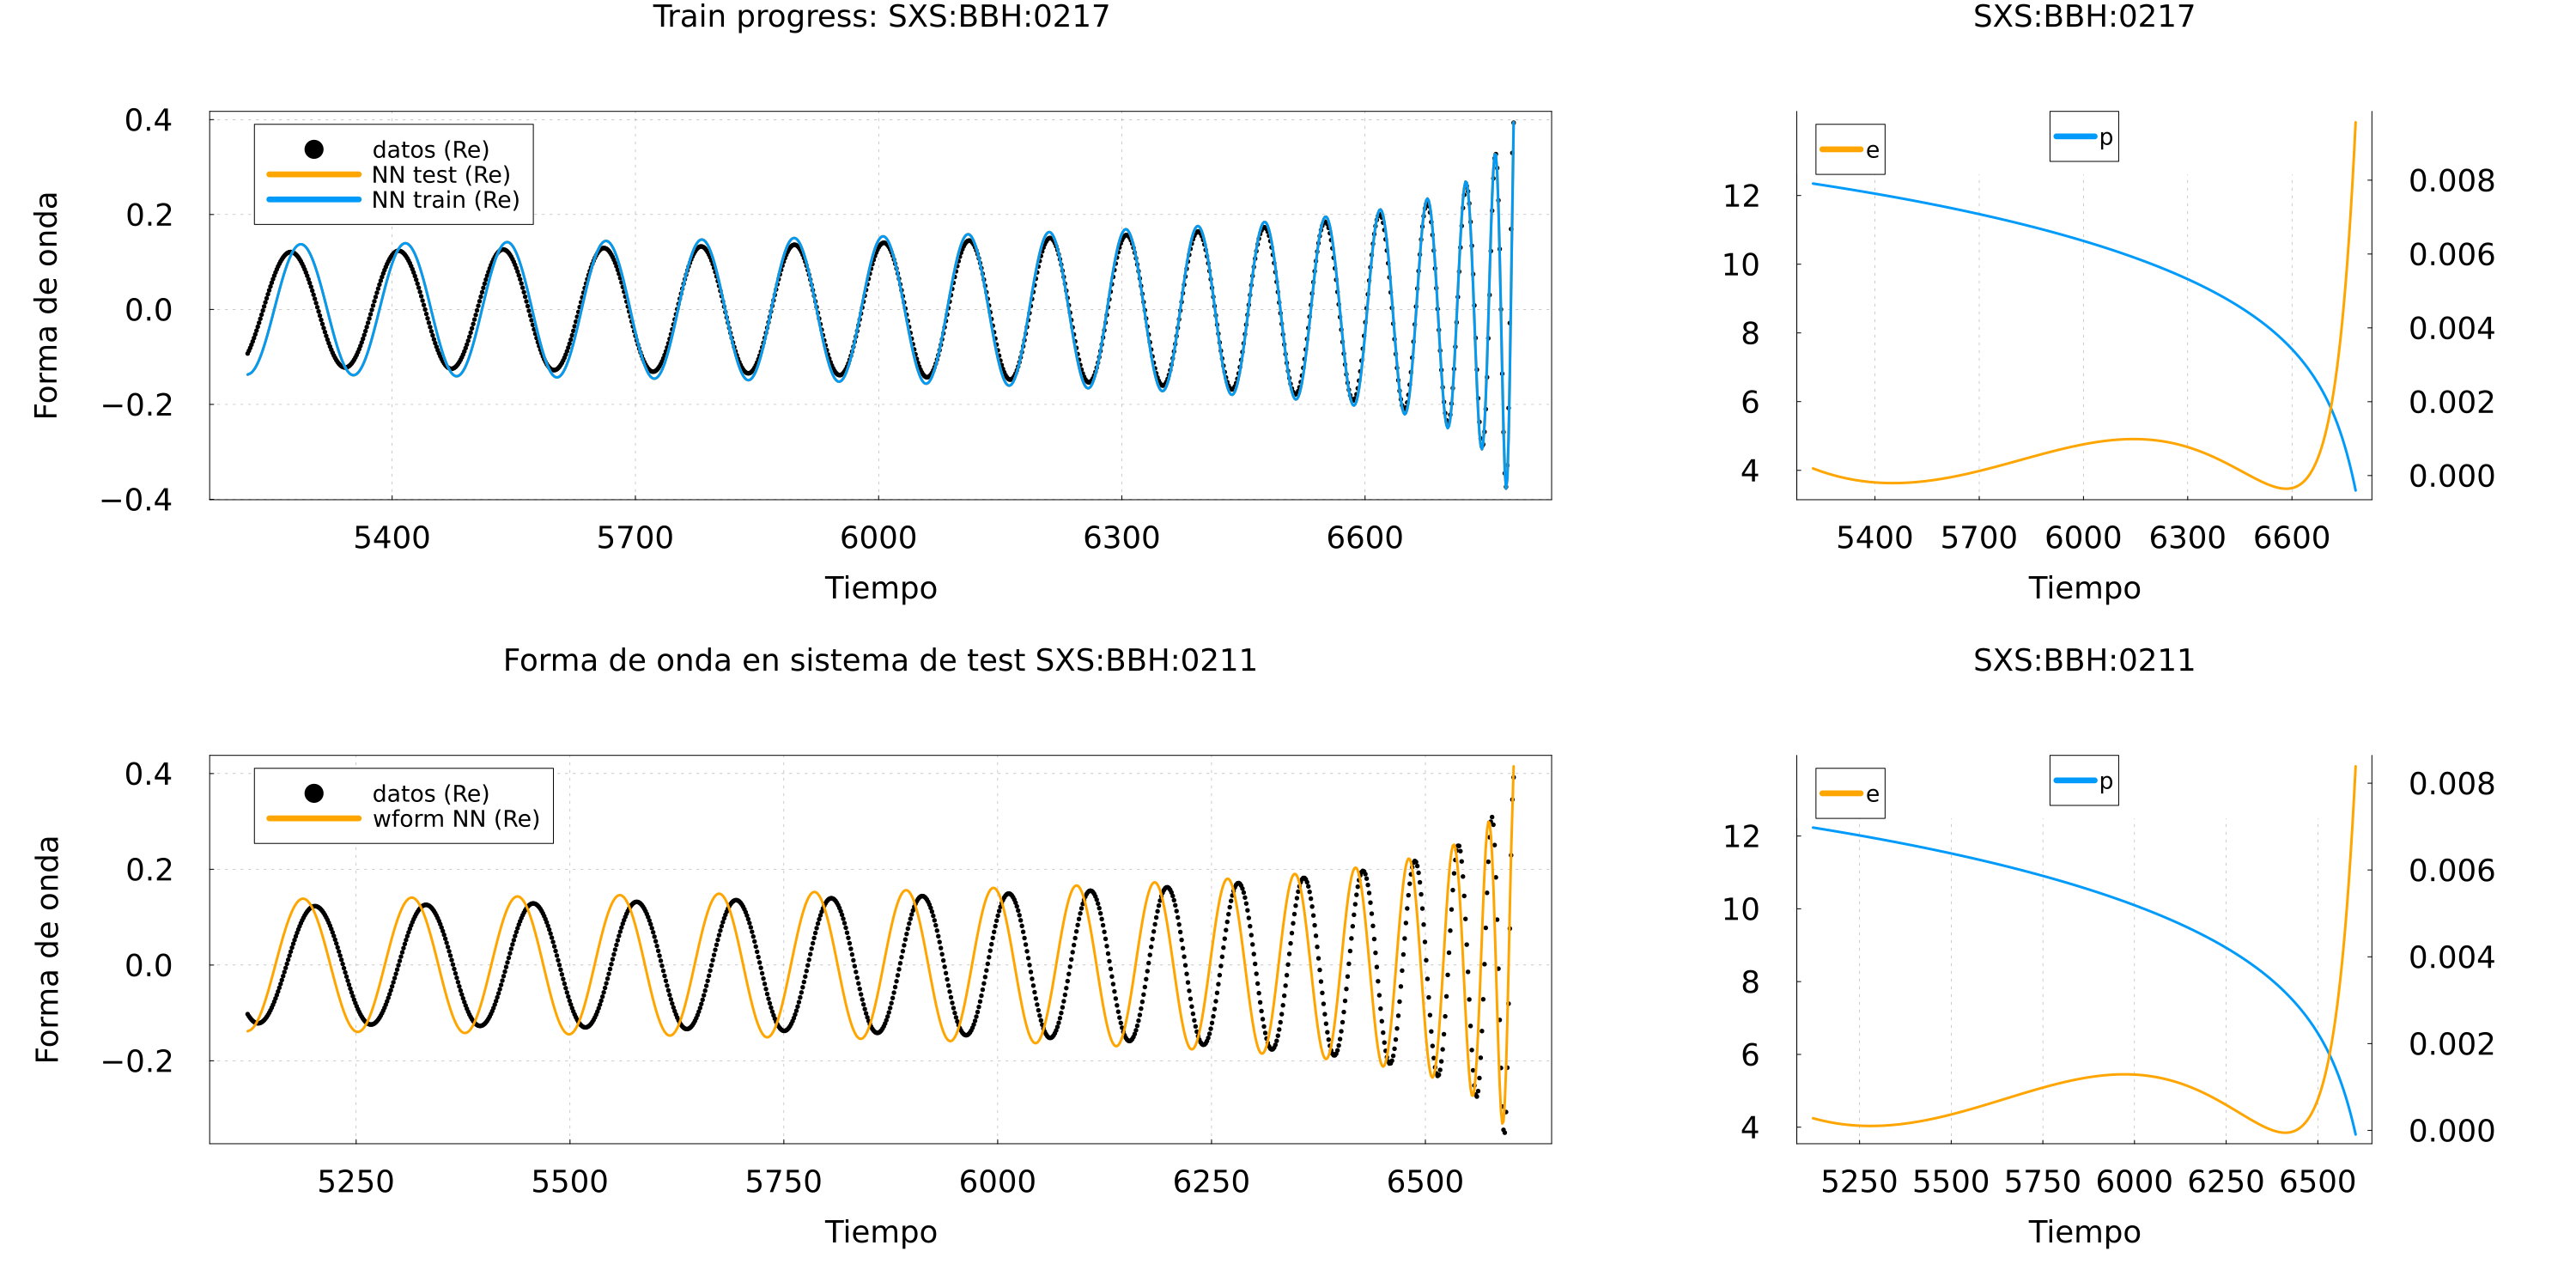 Train progress: SXS:BBH:0217
0.4
0.2
0.0
−0.2
−0.4
Forma de onda
datos (Re)
NN test (Re)
NN train (Re)
5400 5700 6000 6300 6600
Tiempo
SXS:BBH:0217
12
10
8
6
4
e
p
0.008
0.006
0.004
0.002
0.000
5400 5700 6000 6300 6600
Tiempo
Forma de onda en sistema de test SXS:BBH:0211
0.4
0.2
0.0
−0.2
Forma de onda
datos (Re)
wform NN (Re)
5250 5500 5750 6000 6250 6500
Tiempo
SXS:BBH:0211
12
10
8
6
4
e
p
0.008
0.006
0.004
0.002
0.000
5250 5500 5750 6000 6250 6500
Tiempo